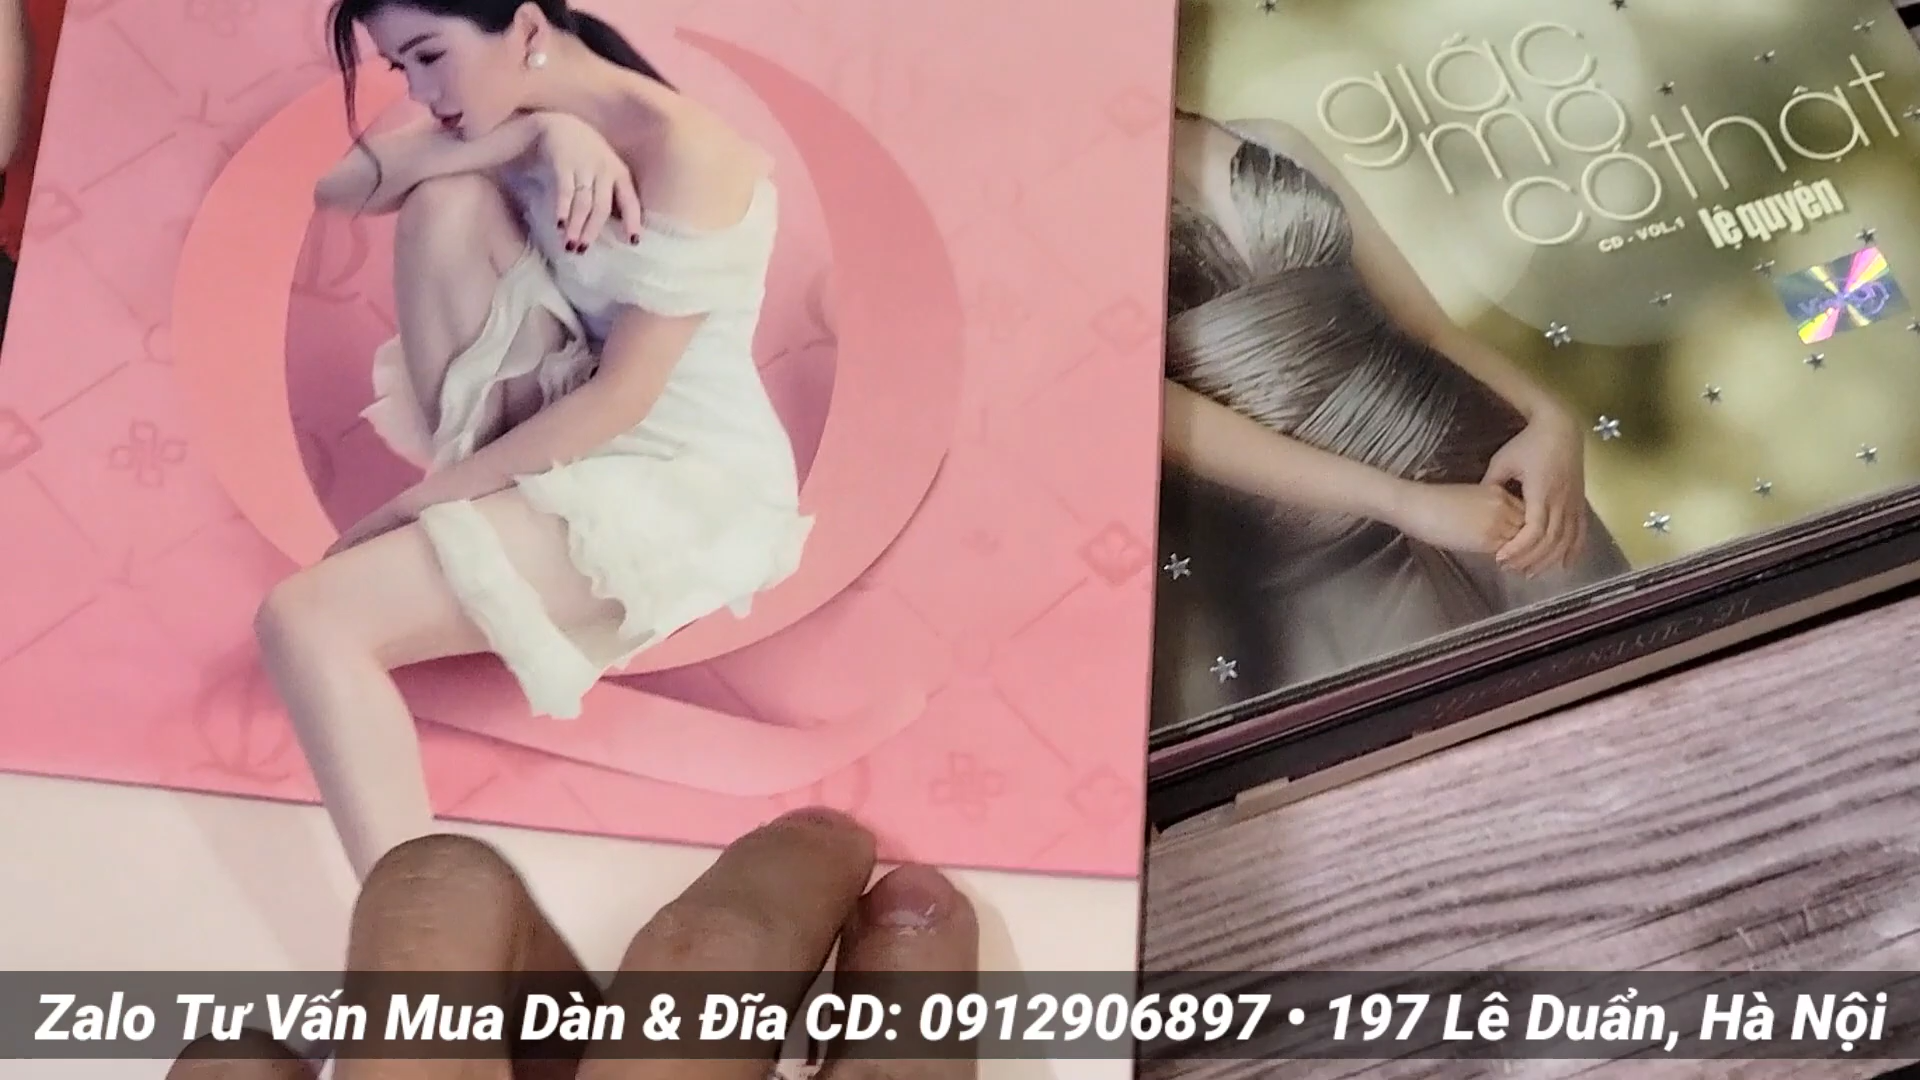 giấc
mơ
có thật
CD - VOL.1 lệ quyên
Zalo Tư Vấn Mua Dàn & Đĩa CD: 0912906897 • 197 Lê Duẩn, Hà Nội